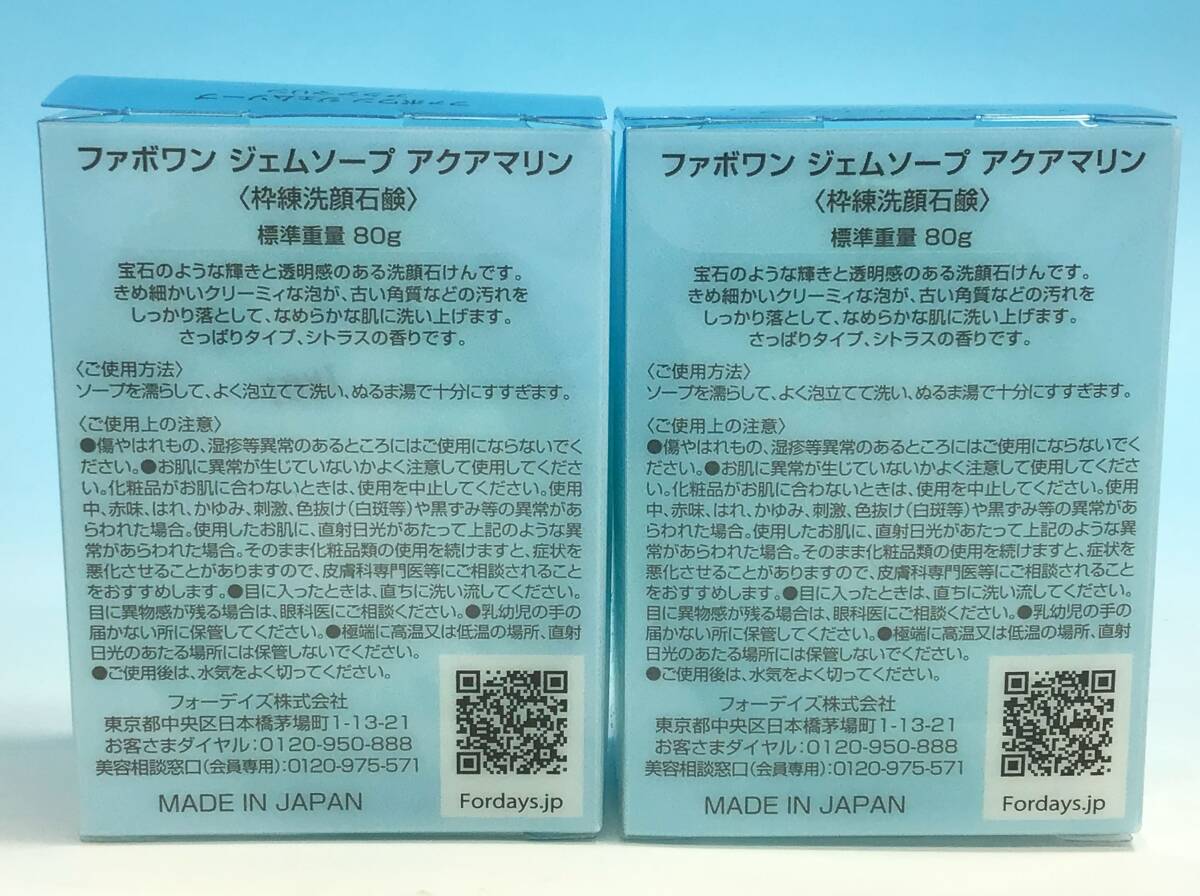 ファボワン ジェムソープ
アクアマリン
ファボワン ジェムソープ アクアマリン
〈枠練洗顔石鹸〉
標準重量 80g
宝石のような輝きと透明感のある洗顔石けんです。
きめ細かいクリーミィな泡が、古い角質などの汚れを
しっかり落として、なめらかな肌に洗い上げます。
さっぱりタイプ、シトラスの香りです。
〈ご使用方法〉
ソープを濡らして、よく泡立てて洗い、ぬるま湯で十分にすすぎます。
〈ご使用上の注意〉
●傷やはれもの、湿疹等異常のあるところにはご使用にならないでく
ださい。●お肌に異常が生じていないかよく注意して使用してくださ
い。化粧品がお肌に合わないときは、使用を中止してください。使用
中、赤味、はれ、かゆみ、刺激、色抜け(白斑等)や黒ずみ等の異常があ
らわれた場合。使用したお肌に、直射日光があたって上記のような異
常があらわれた場合。そのまま化粧品類の使用を続けますと、症状を
悪化させることがありますので、皮膚科専門医等にご相談されること
をおすすめします。●目に入ったときは、直ちに洗い流してください。
目に異物感が残る場合は、眼科医にご相談ください。●乳幼児の手の
届かない所に保管してください。●極端に高温又は低温の場所、直射
日光のあたる場所には保管しないでください。
●ご使用後は、水気をよく切ってください。
フォーデイズ株式会社
東京都中央区日本橋茅場町1-13-21
お客さまダイヤル:0120-950-888
美容相談窓口(会員専用):0120-975-571
MADE IN JAPAN
Fordays.jp
ファボワン ジェムソープ アクアマリン
〈枠練洗顔石鹸〉
標準重量 80g
宝石のような輝きと透明感のある洗顔石けんです。
きめ細かいクリーミィな泡が、古い角質などの汚れを
しっかり落として、なめらかな肌に洗い上げます。
さっぱりタイプ、シトラスの香りです。
〈ご使用方法〉
ソープを濡らして、よく泡立てて洗い、ぬるま湯で十分にすすぎます。
〈ご使用上の注意〉
●傷やはれもの、湿疹等異常のあるところにはご使用にならないでく
ださい。●お肌に異常が生じていないかよく注意して使用してくださ
い。化粧品がお肌に合わないときは、使用を中止してください。使用
中、赤味、はれ、かゆみ、刺激、色抜け(白斑等)や黒ずみ等の異常があ
らわれた場合。使用したお肌に、直射日光があたって上記のような異
常があらわれた場合。そのまま化粧品類の使用を続けますと、症状を
悪化させることがありますので、皮膚科専門医等にご相談されること
をおすすめします。●目に入ったときは、直ちに洗い流してください。
目に異物感が残る場合は、眼科医にご相談ください。●乳幼児の手の
届かない所に保管してください。●極端に高温又は低温の場所、直射
日光のあたる場所には保管しないでください。
●ご使用後は、水気をよく切ってください。
フォーデイズ株式会社
東京都中央区日本橋茅場町1-13-21
お客さまダイヤル:0120-950-888
美容相談窓口(会員専用):0120-975-571
MADE IN JAPAN
Fordays.jp